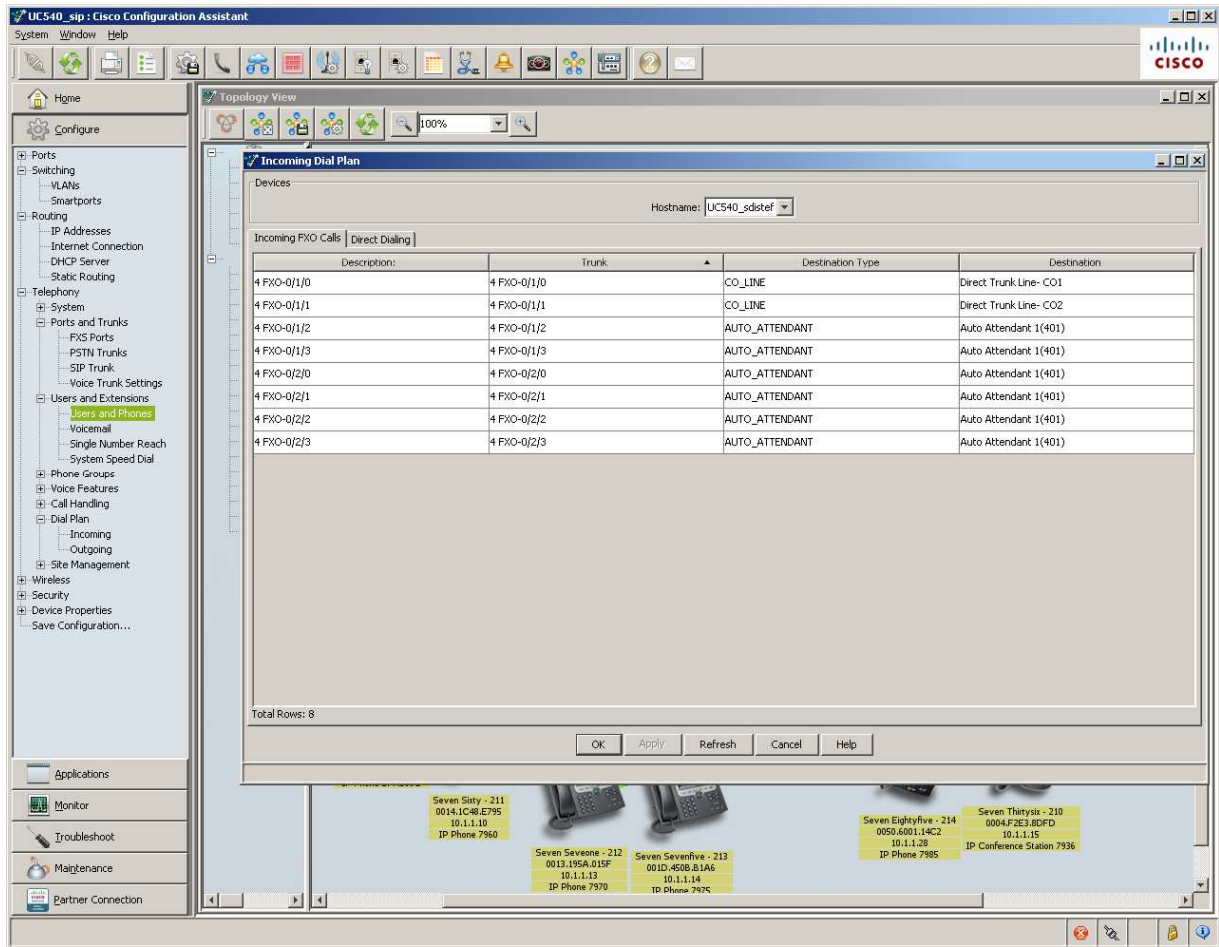 UC540_sip : Cisco Configuration Assistant
System Window Help
CISCO
Home
Configure
Ports
Switching
VLANs
Smartports
Routing
IP Addresses
Internet Connection
DHCP Server
Static Routing
Telephony
System
Ports and Trunks
FXS Ports
PSTN Trunks
SIP Trunk
Voice Trunk Settings
Users and Extensions
Users and Phones
Voicemail
Single Number Reach
System Speed Dial
Phone Groups
Voice Features
Call Handling
Dial Plan
Incoming
Outgoing
Site Management
Wireless
Security
Device Properties
Save Configuration...
Applications
Monitor
Troubleshoot
Maintenance
Partner Connection
Topology View
100%
Incoming Dial Plan
Devices
Hostname: UC540_sdistef
Incoming FXO Calls Direct Dialing
Description: Trunk Destination Type Destination
4 FXO-0/1/0 4 FXO-0/1/0 CO_LINE Direct Trunk Line- CO1
4 FXO-0/1/1 4 FXO-0/1/1 CO_LINE Direct Trunk Line- CO2
4 FXO-0/1/2 4 FXO-0/1/2 AUTO_ATTENDANT Auto Attendant 1(401)
4 FXO-0/1/3 4 FXO-0/1/3 AUTO_ATTENDANT Auto Attendant 1(401)
4 FXO-0/2/0 4 FXO-0/2/0 AUTO_ATTENDANT Auto Attendant 1(401)
4 FXO-0/2/1 4 FXO-0/2/1 AUTO_ATTENDANT Auto Attendant 1(401)
4 FXO-0/2/2 4 FXO-0/2/2 AUTO_ATTENDANT Auto Attendant 1(401)
4 FXO-0/2/3 4 FXO-0/2/3 AUTO_ATTENDANT Auto Attendant 1(401)
Total Rows: 8
OK Apply Refresh Cancel Help
Seven Sixty - 211
0014.1C48.E795
10.1.1.10
IP Phone 7960
Seven Seveone - 212
0013.195A.015F
10.1.1.13
IP Phone 7970
Seven Sevenfive - 213
001D.450B.B1A6
10.1.1.14
IP Phone 7975
Seven Eightyfive - 214
0050.6001.14C2
10.1.1.28
IP Phone 7985
Seven Thirtysix - 210
0004.F2E3.8DFD
10.1.1.15
IP Conference Station 7936